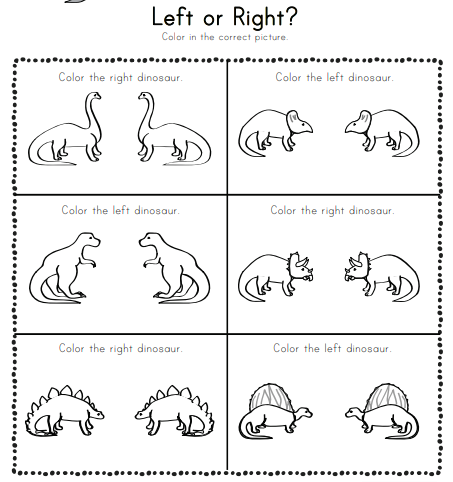 Left or Right?
Color in the correct picture.
Color the right dinosaur.
Color the left dinosaur.
Color the left dinosaur.
Color the right dinosaur.
Color the right dinosaur.
Color the left dinosaur.